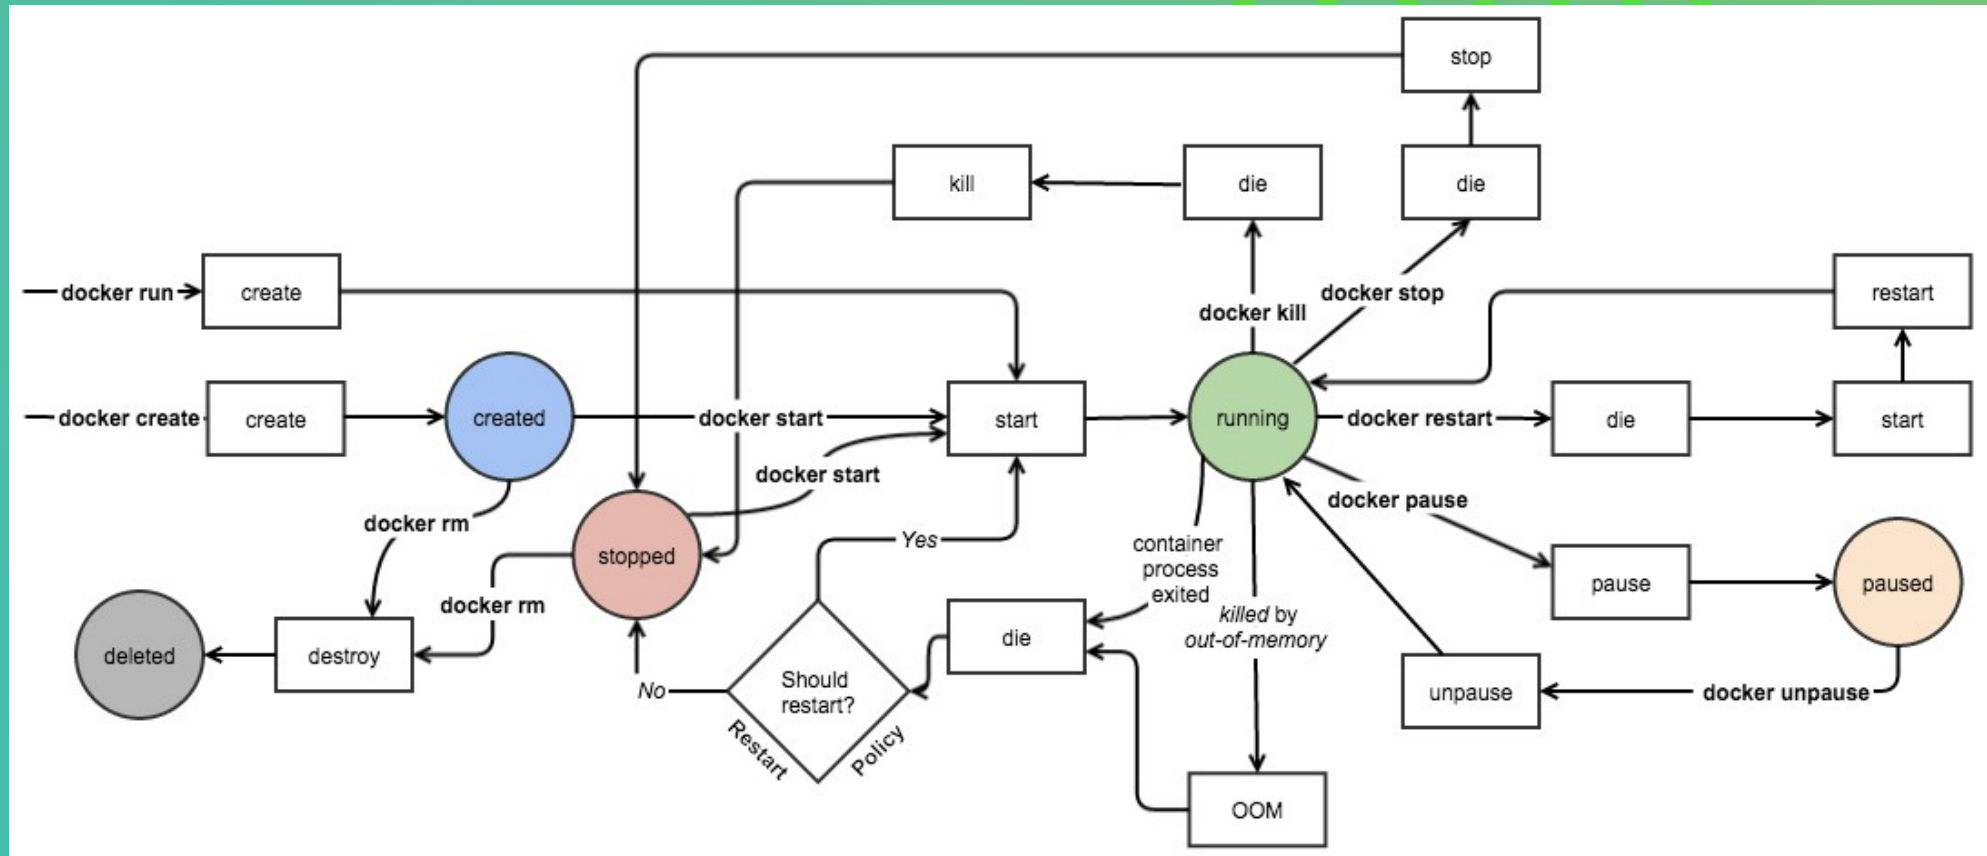 stop
kill
die
die
docker run
create
docker kill
docker stop
restart
docker create
create
created
docker start
start
running
docker restart
die
start
docker start
docker pause
docker rm
stopped
Yes
container
process
exited
pause
paused
docker rm
killed by
out-of-memory
deleted
destroy
die
No
Should
restart?
Restart
Policy
unpause
docker unpause
OOM